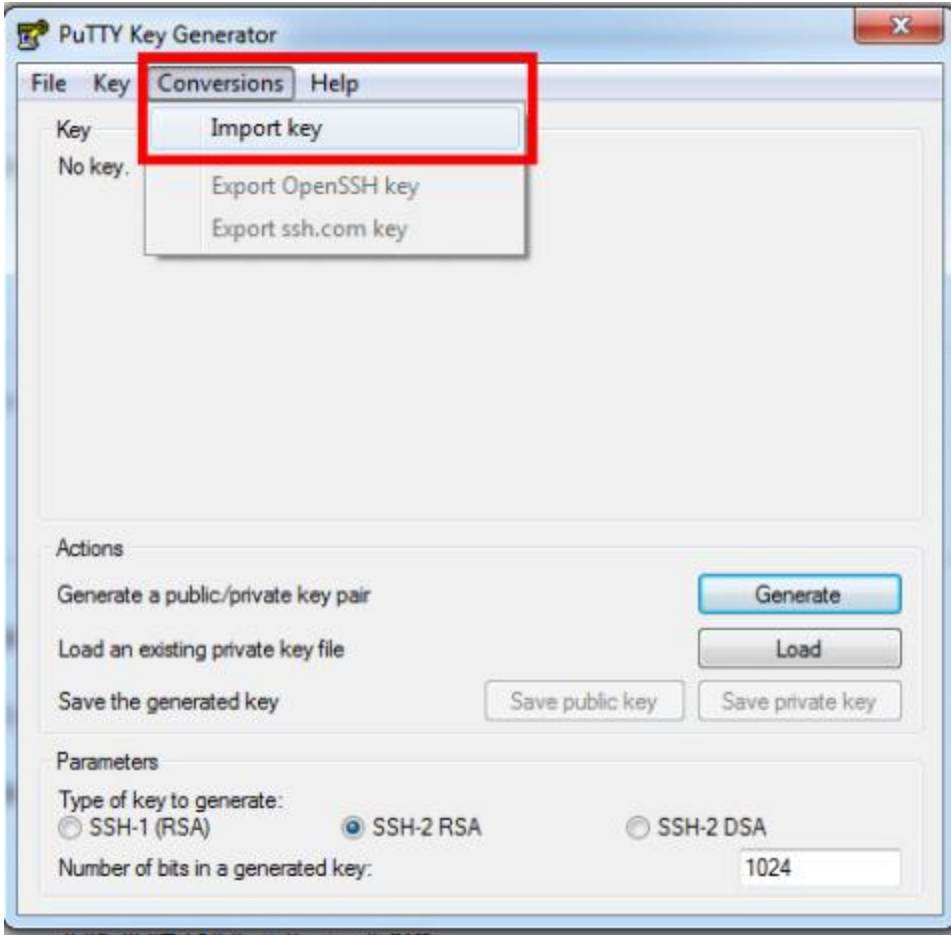 PuTTY Key Generator
File Key Conversions Help
Import key
Export OpenSSH key
Export ssh.com key
Key
No key.
Actions
Generate a public/private key pair Generate
Load an existing private key file Load
Save the generated key Save public key Save private key
Parameters
Type of key to generate:
SSH-1 (RSA) SSH-2 RSA SSH-2 DSA
Number of bits in a generated key: 1024